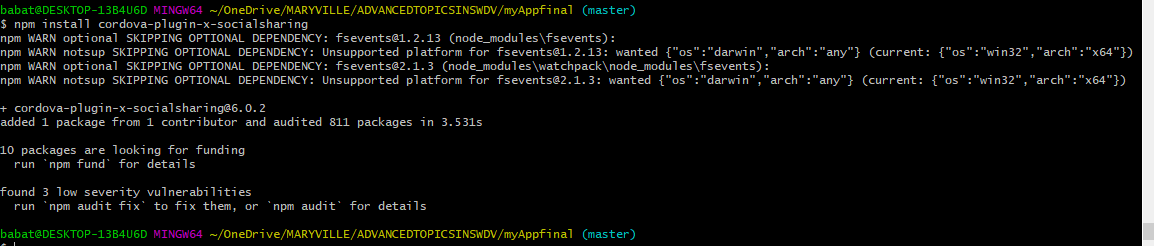 babat@DESKTOP-13B4U6D MINGW64 ~/OneDrive/MARYVILLE/ADVANCEDTOPICSINSWDV/myAppfinal (master)
$ npm install cordova-plugin-x-socialsharing
npm WARN optional SKIPPING OPTIONAL DEPENDENCY: fsevents@1.2.13 (node_modules\fsevents):
npm WARN notsup SKIPPING OPTIONAL DEPENDENCY: Unsupported platform for fsevents@1.2.13: wanted {"os":"darwin","arch":"any"} (current: {"os":"win32","arch":"x64"})
npm WARN optional SKIPPING OPTIONAL DEPENDENCY: fsevents@2.1.3 (node_modules\watchpack\node_modules\fsevents):
npm WARN notsup SKIPPING OPTIONAL DEPENDENCY: Unsupported platform for fsevents@2.1.3: wanted {"os":"darwin","arch":"any"} (current: {"os":"win32","arch":"x64"})
+ cordova-plugin-x-socialsharing@6.0.2
added 1 package from 1 contributor and audited 811 packages in 3.531s
10 packages are looking for funding
run `npm fund` for details
found 3 low severity vulnerabilities
run `npm audit fix` to fix them, or `npm audit` for details
babat@DESKTOP-13B4U6D MINGW64 ~/OneDrive/MARYVILLE/ADVANCEDTOPICSINSWDV/myAppfinal (master)
$